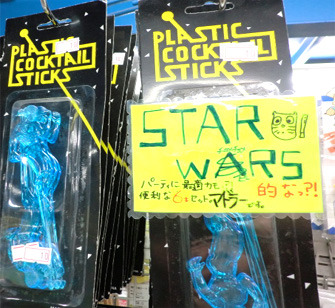 PLASTIC
COCKTAIL
STICKS
PLASTIC
COCKTAIL
STICKS
STAR
WARS
的なっ?!
パーティに
便利な 6本セット マドラー
です。